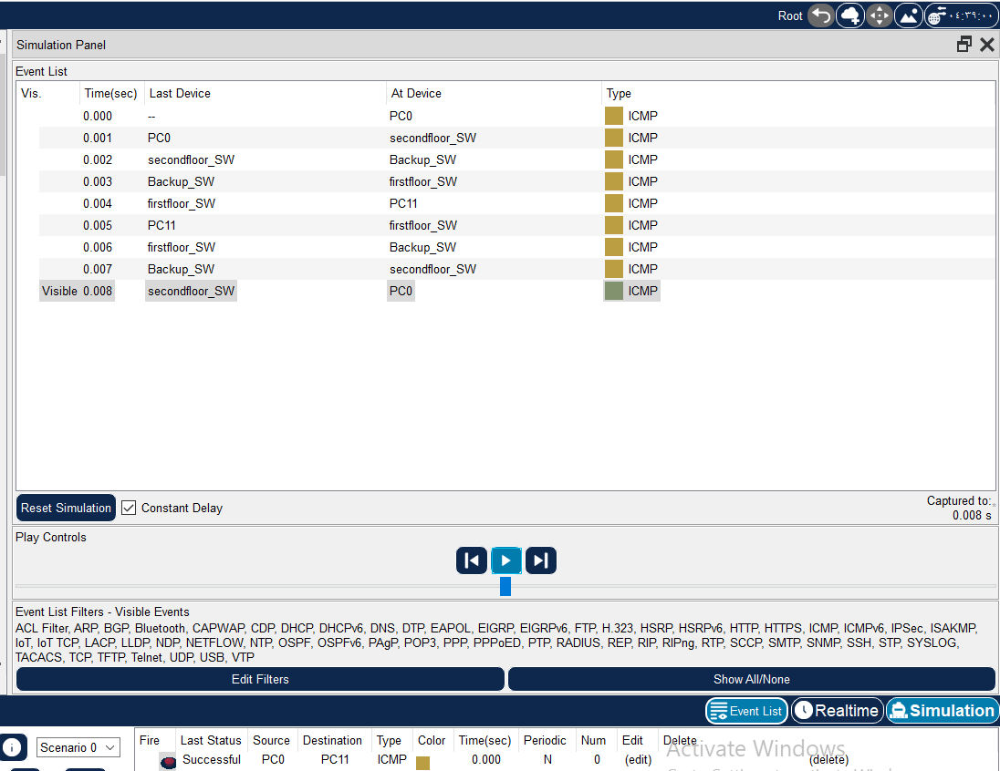 Root ٠٤:٣٩:٠٠
Simulation Panel
Event List
Vis. Time(sec) Last Device At Device Type
0.000 -- PC0 ICMP
0.001 PC0 secondfloor_SW ICMP
0.002 secondfloor_SW Backup_SW ICMP
0.003 Backup_SW firstfloor_SW ICMP
0.004 firstfloor_SW PC11 ICMP
0.005 PC11 firstfloor_SW ICMP
0.006 firstfloor_SW Backup_SW ICMP
0.007 Backup_SW secondfloor_SW ICMP
Visible 0.008 secondfloor_SW PC0 ICMP
Reset Simulation Constant Delay Captured to:
0.008 s
Play Controls
Event List Filters - Visible Events
ACL Filter, ARP, BGP, Bluetooth, CAPWAP, CDP, DHCP, DHCPv6, DNS, DTP, EAPOL, EIGRP, EIGRPv6, FTP, H.323, HSRP, HSRPv6, HTTP, HTTPS, ICMP, ICMPv6, IPSec, ISAKMP,
IoT, IoT TCP, LACP, LLDP, NDP, NETFLOW, NTP, OSPF, OSPFv6, PAgP, POP3, PPP, PPPoED, PTP, RADIUS, REP, RIP, RIPng, RTP, SCCP, SMTP, SNMP, SSH, STP, SYSLOG,
TACACS, TCP, TFTP, Telnet, UDP, USB, VTP
Edit Filters Show All/None
Event List Realtime Simulation
Scenario 0
Fire Last Status Source Destination Type Color Time(sec) Periodic Num Edit Delete
Successful PC0 PC11 ICMP 0.000 N 0 (edit) (delete)
Activate Windows